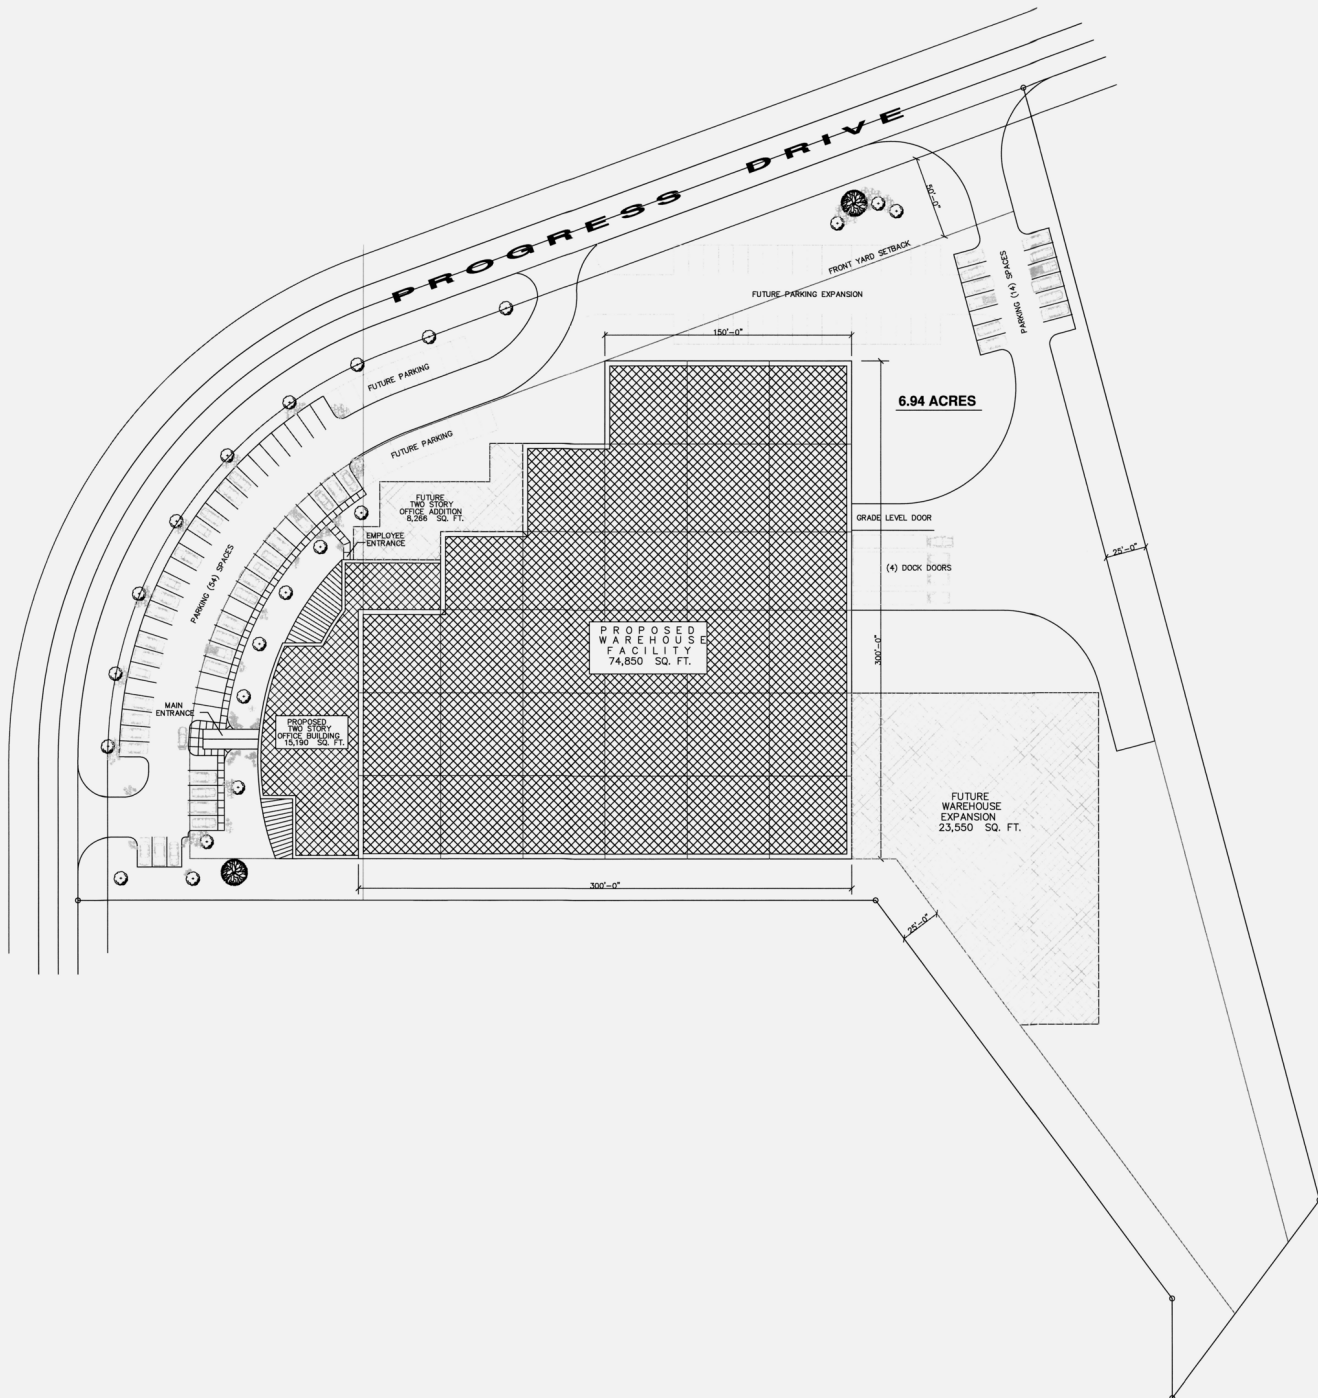 PROGRESS DRIVE
50'-0"
FRONT YARD SETBACK
PARKING (14) SPACES
FUTURE PARKING EXPANSION
150'-0"
FUTURE PARKING
6.94 ACRES
FUTURE PARKING
FUTURE
TWO STORY
OFFICE ADDITION
8,266 SQ. FT.
GRADE LEVEL DOOR
EMPLOYEE
ENTRANCE
25'-0"
(4) DOCK DOORS
PARKING (54) SPACES
PROPOSED
WAREHOUSE
FACILITY
74,850 SQ. FT.
300'-0"
MAIN
ENTRANCE
PROPOSED
TWO STORY
OFFICE BUILDING
15,190 SQ. FT.
FUTURE
WAREHOUSE
EXPANSION
23,550 SQ. FT.
300'-0"
25'-0"